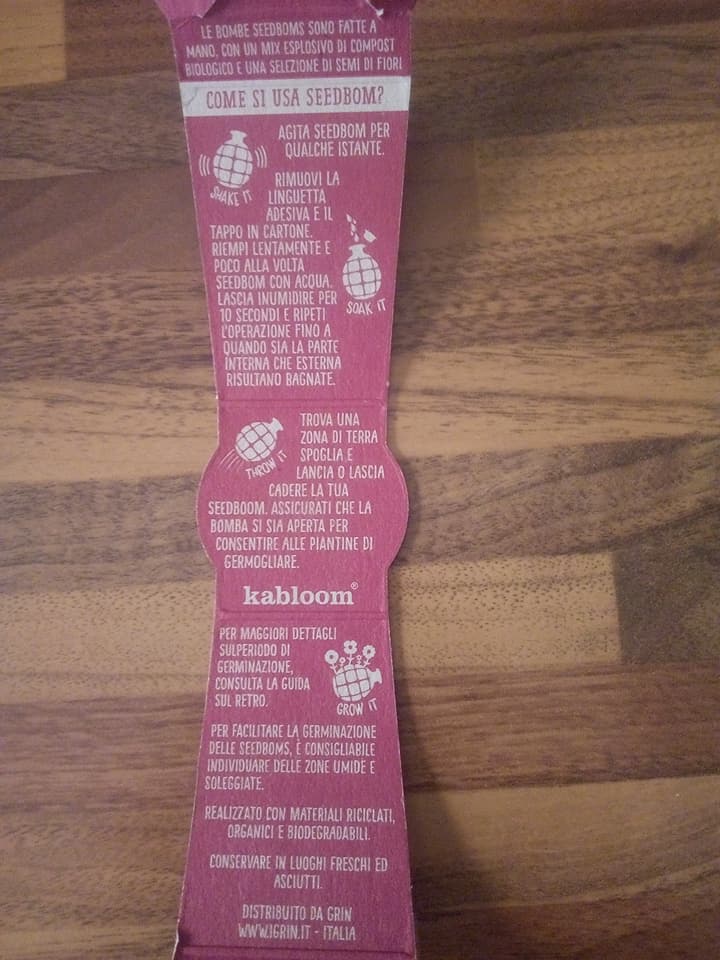 LE BOMBE SEEDBOMS SONO FATTE A
MANO, CON UN MIX ESPLOSIVO DI COMPOST
BIOLOGICO E UNA SELEZIONE DI SEMI DI FIORI
COME SI USA SEEDBOM?
AGITA SEEDBOM PER
QUALCHE ISTANTE.
SHAKE IT
RIMUOVI LA
LINGUETTA
ADESIVA E IL
TAPPO IN CARTONE.
RIEMPI LENTAMENTE E
POCO ALLA VOLTA
SEEDBOM CON ACQUA.
LASCIA INUMIDIRE PER
10 SECONDI E RIPETI
L'OPERAZIONE FINO A
QUANDO SIA LA PARTE
INTERNA CHE ESTERNA
RISULTANO BAGNATE.
SOAK IT
THROW IT
TROVA UNA
ZONA DI TERRA
SPOGLIA E
LANCIA O LASCIA
CADERE LA TUA
SEEDBOOM. ASSICURATI CHE LA
BOMBA SI SIA APERTA PER
CONSENTIRE ALLE PIANTINE DI
GERMOGLIARE.
kabloom®
PER MAGGIORI DETTAGLI
SULPERIODO DI
GERMINAZIONE,
CONSULTA LA GUIDA
SUL RETRO.
GROW IT
PER FACILITARE LA GERMINAZIONE
DELLE SEEDBOMS, È CONSIGLIABILE
INDIVIDUARE DELLE ZONE UMIDE E
SOLEGGIATE.
REALIZZATO CON MATERIALI RICICLATI,
ORGANICI E BIODEGRADABILI.
CONSERVARE IN LUOGHI FRESCHI ED
ASCIUTTI.
DISTRIBUITO DA GRIN
WWW.IGRIN.IT - ITALIA